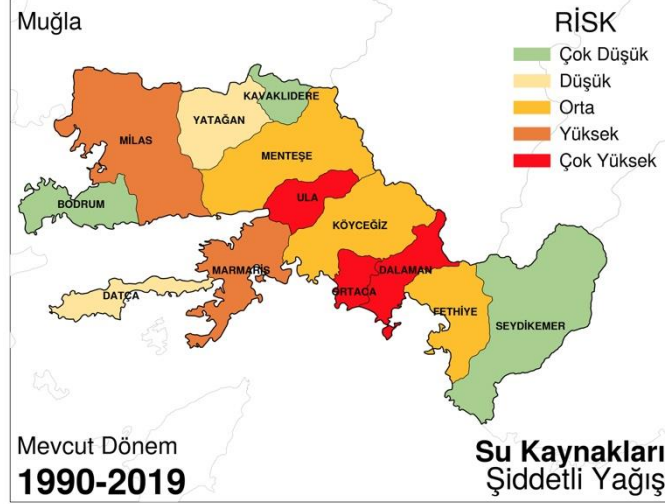 Muğla
RİSK
Çok Düşük
Düşük
Orta
Yüksek
Çok Yüksek
KAVAKLIDERE
YATAĞAN
MİLAS
MENTEŞE
ULA
BODRUM
KÖYCEĞİZ
MARMARİS
DALAMAN
ORTACA
DATÇA
FETHİYE
SEYDİKEMER
Mevcut Dönem
1990-2019
Su Kaynakları
Şiddetli Yağış